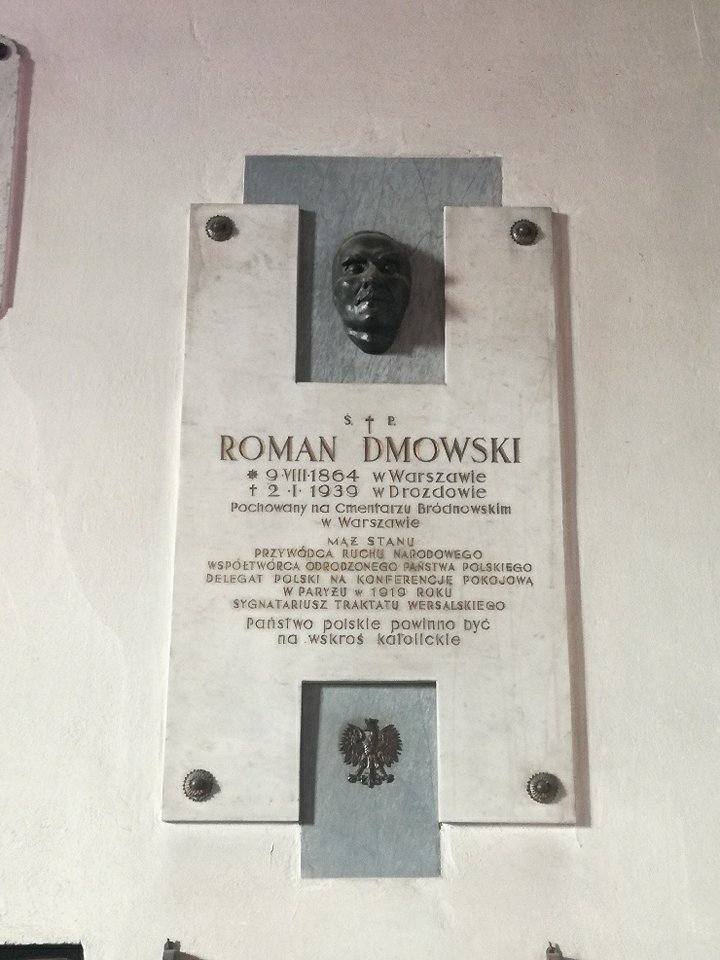 Ś. † P.
ROMAN DMOWSKI
* 9·VIII·1864 w Warszawie
† 2·I·1939 w Drozdowie
Pochowany na Cmentarzu Bródnowskim
w Warszawie
MĄŻ STANU
PRZYWÓDCA RUCHU NARODOWEGO
WSPÓŁTWÓRCA ODRODZONEGO PAŃSTWA POLSKIEGO
DELEGAT POLSKI NA KONFERENCJĘ POKOJOWĄ
W PARYŻU w 1919 ROKU
SYGNATARIUSZ TRAKTATU WERSALSKIEGO
Państwo polskie powinno być
na wskroś katolickie